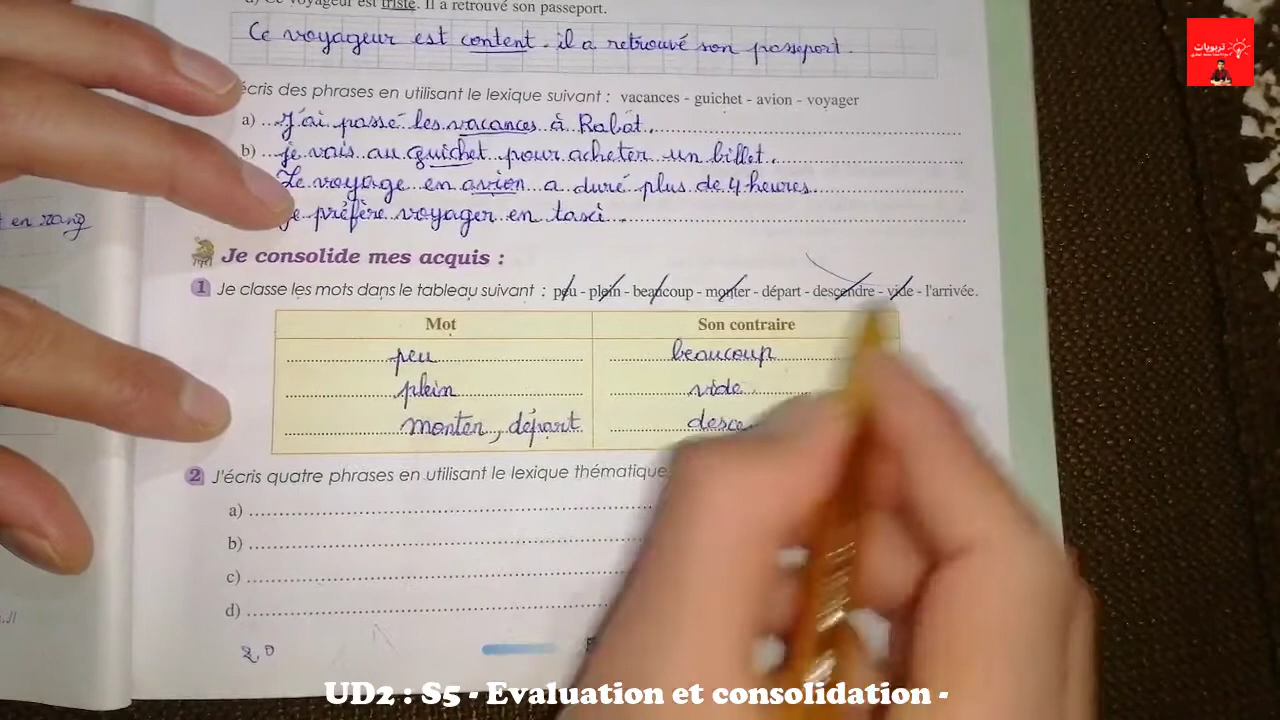 est triste. Il a retrouvé son passeport.
Ce voyageur est content. il a retrouvé son passeport.
écris des phrases en utilisant le lexique suivant : vacances - guichet - avion - voyager
a) J'ai passé les vacances à Rabat.
b) je vais au guichet pour acheter un billet.
Le voyage en avion a duré plus de 4 heures.
je préfère voyager en taxi.
en rang
Je consolide mes acquis :
1 Je classe les mots dans le tableau suivant : peu - plein - beaucoup - monter - départ - descendre - vide - l'arrivée.
Mot Son contraire
peu beaucoup
plein vide
monter, départ desce
2 J'écris quatre phrases en utilisant le lexique thématique
a)
b)
c)
d)
تربويات
UD2 : S5 - Evaluation et consolidation -